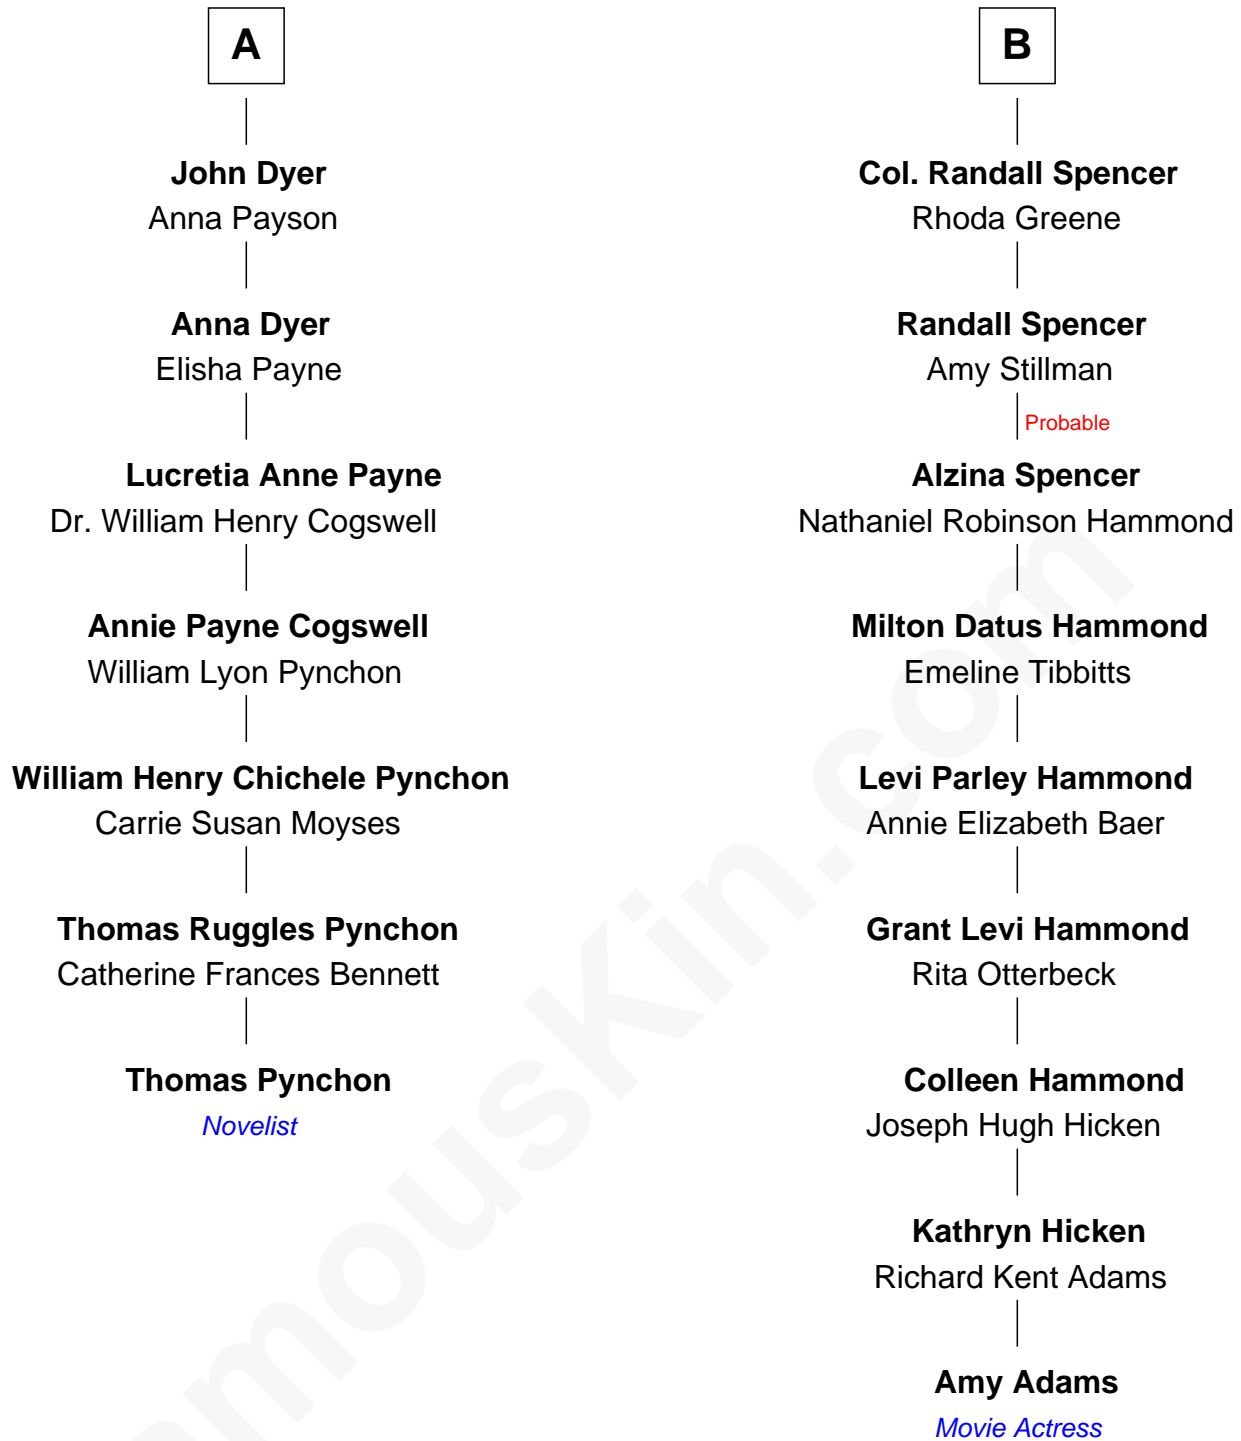 A
John Dyer
Anna Payson
Anna Dyer
Elisha Payne
Lucretia Anne Payne
Dr. William Henry Cogswell
Annie Payne Cogswell
William Lyon Pynchon
William Henry Chichele Pynchon
Carrie Susan Moyses
Thomas Ruggles Pynchon
Catherine Frances Bennett
Thomas Pynchon
Novelist
B
Col. Randall Spencer
Rhoda Greene
Randall Spencer
Amy Stillman
Probable
Alzina Spencer
Nathaniel Robinson Hammond
Milton Datus Hammond
Emeline Tibbitts
Levi Parley Hammond
Annie Elizabeth Baer
Grant Levi Hammond
Rita Otterbeck
Colleen Hammond
Joseph Hugh Hicken
Kathryn Hicken
Richard Kent Adams
Amy Adams
Movie Actress
amouskin.com